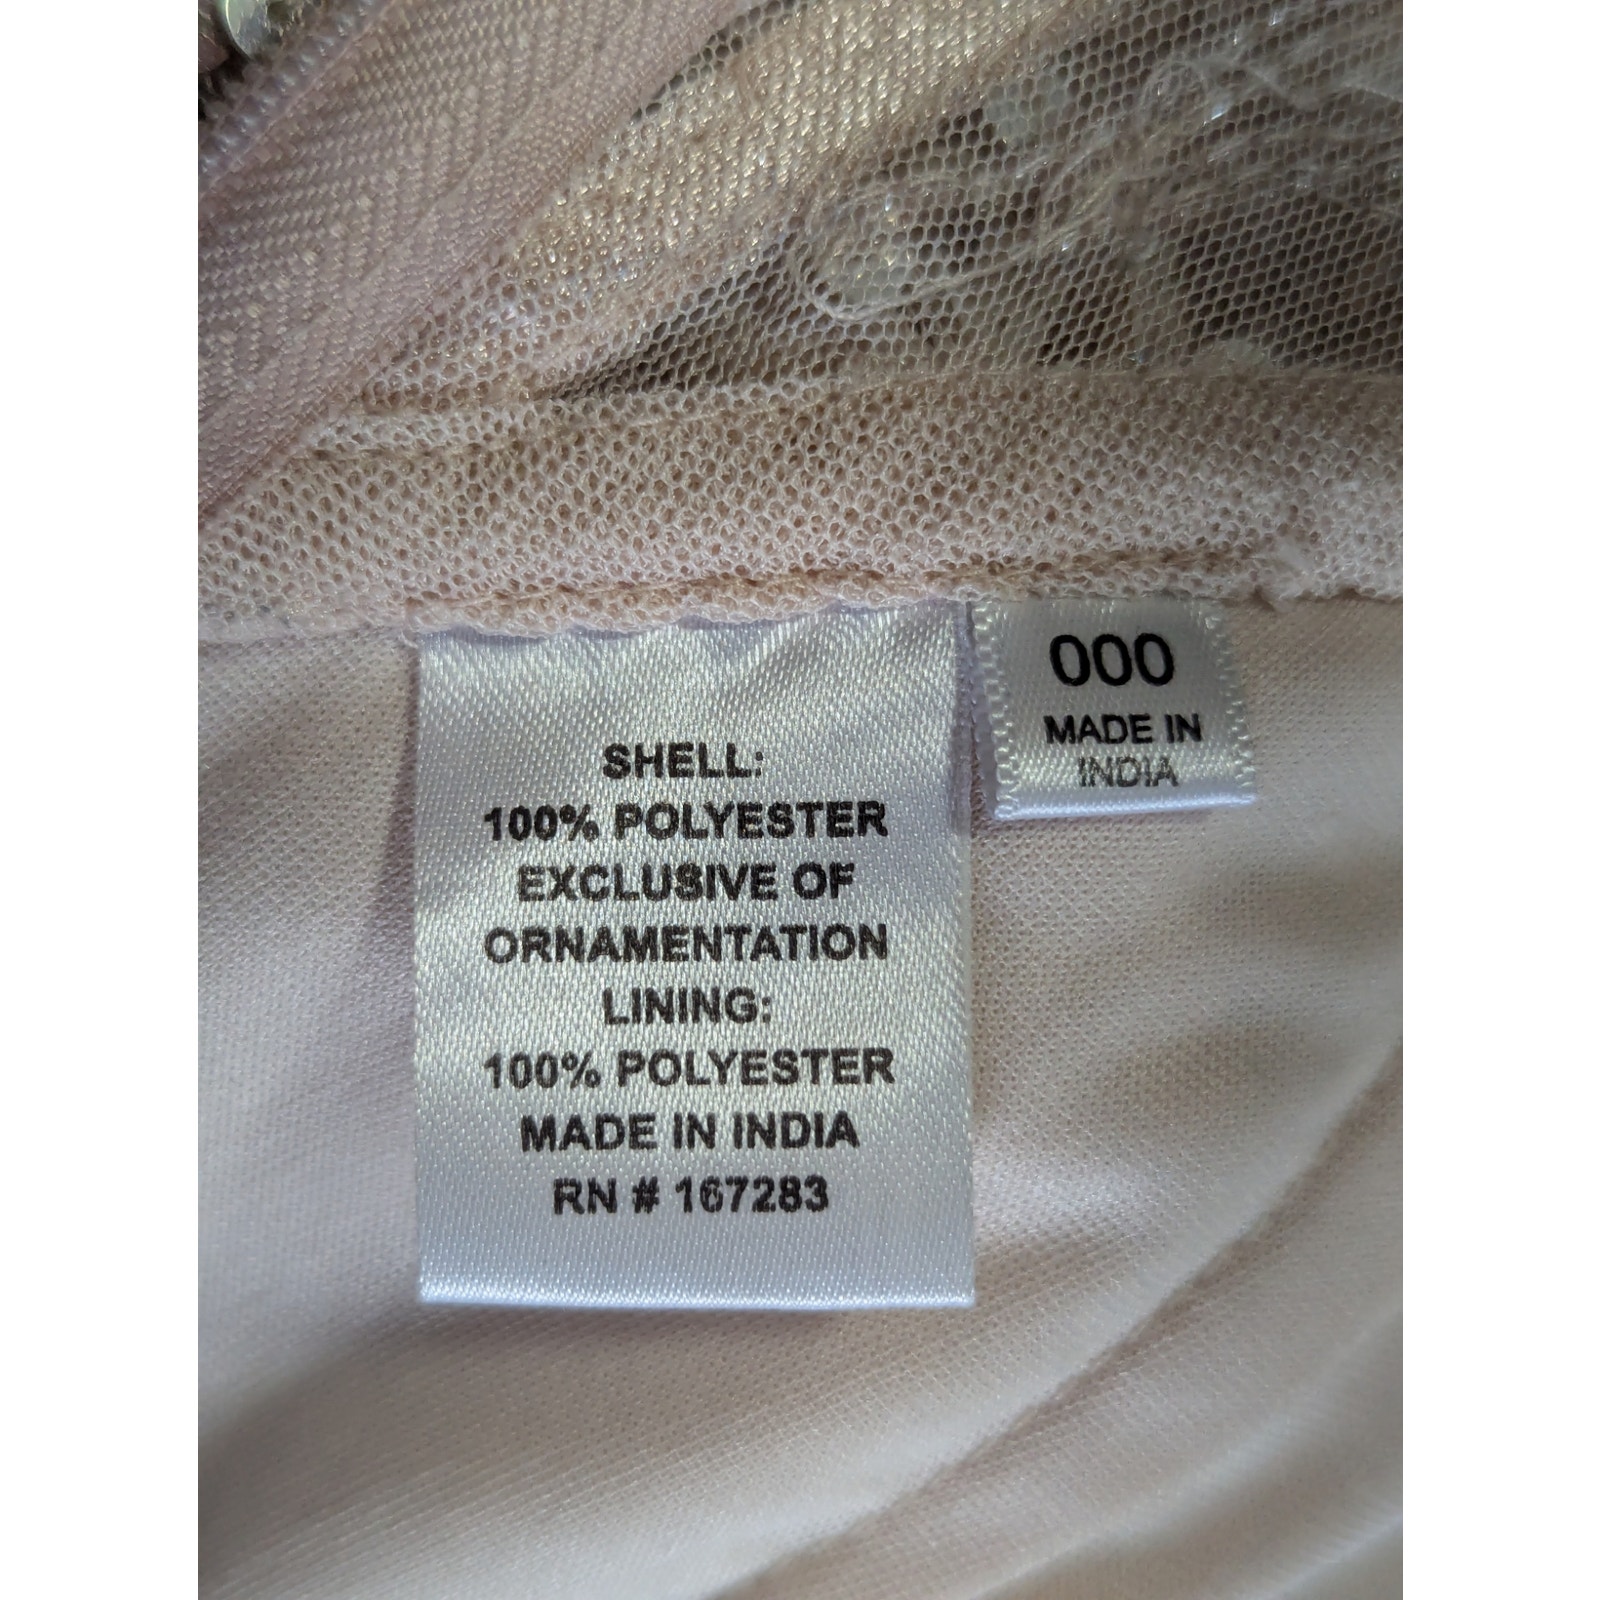 SHELL:
100% POLYESTER
EXCLUSIVE OF
ORNAMENTATION
LINING:
100% POLYESTER
MADE IN INDIA
RN # 167283
000
MADE IN
INDIA